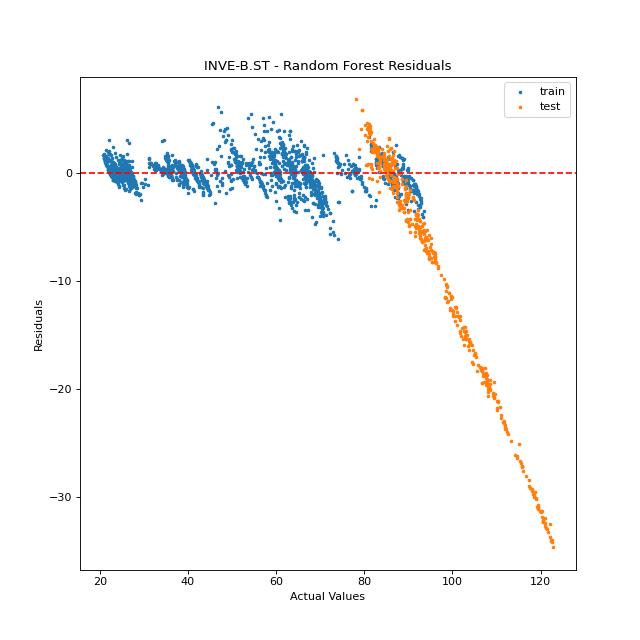 INVE-B.ST - Random Forest Residuals
train
test
0
−10
−20
−30
Residuals
20
40
60
80
100
120
Actual Values